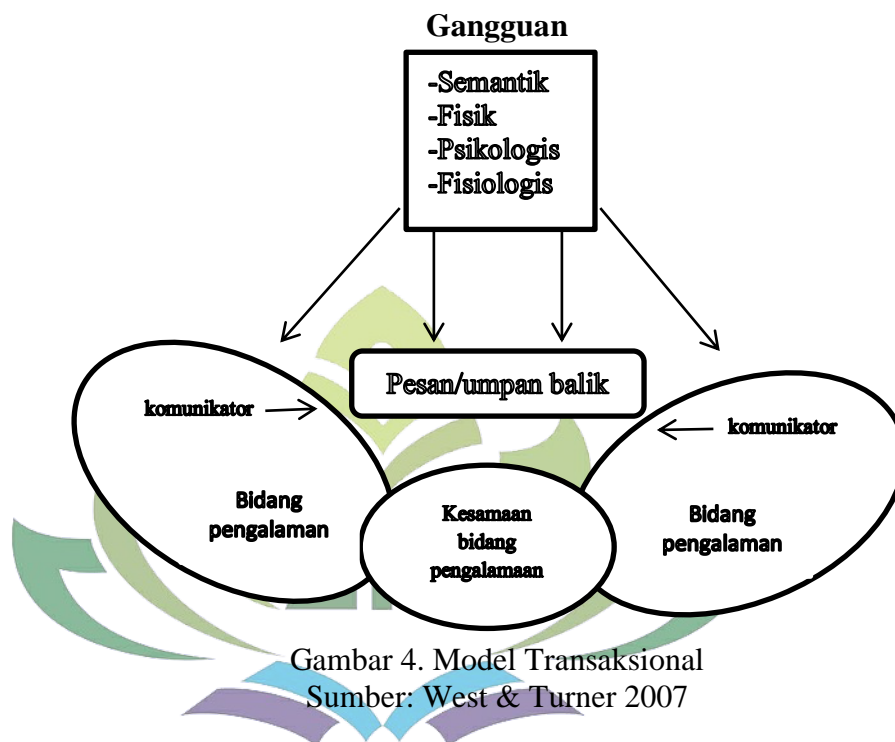 Gangguan
-Semantik
-Fisik
-Psikologis
-Fisiologis
Pesan/umpan balik
komunikator
komunikator
Bidang
pengalaman
Kesamaan
bidang
pengalamaan
Bidang
pengalaman
Gambar 4. Model Transaksional
Sumber: West & Turner 2007